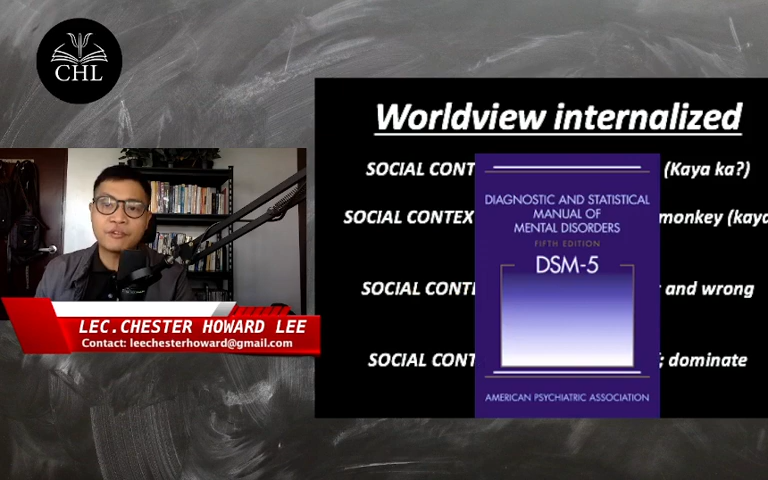 CHL
Worldview internalized
SOCIAL CONT (Kaya ka?)
SOCIAL CONTEX monkey (kaya
SOCIAL CONT and wrong
SOCIAL CONT ; dominate
DIAGNOSTIC AND STATISTICAL
MANUAL OF
MENTAL DISORDERS
FIFTH EDITION
DSM-5
AMERICAN PSYCHIATRIC ASSOCIATION
LEC.CHESTER HOWARD LEE
Contact: leechesterhoward@gmail.com